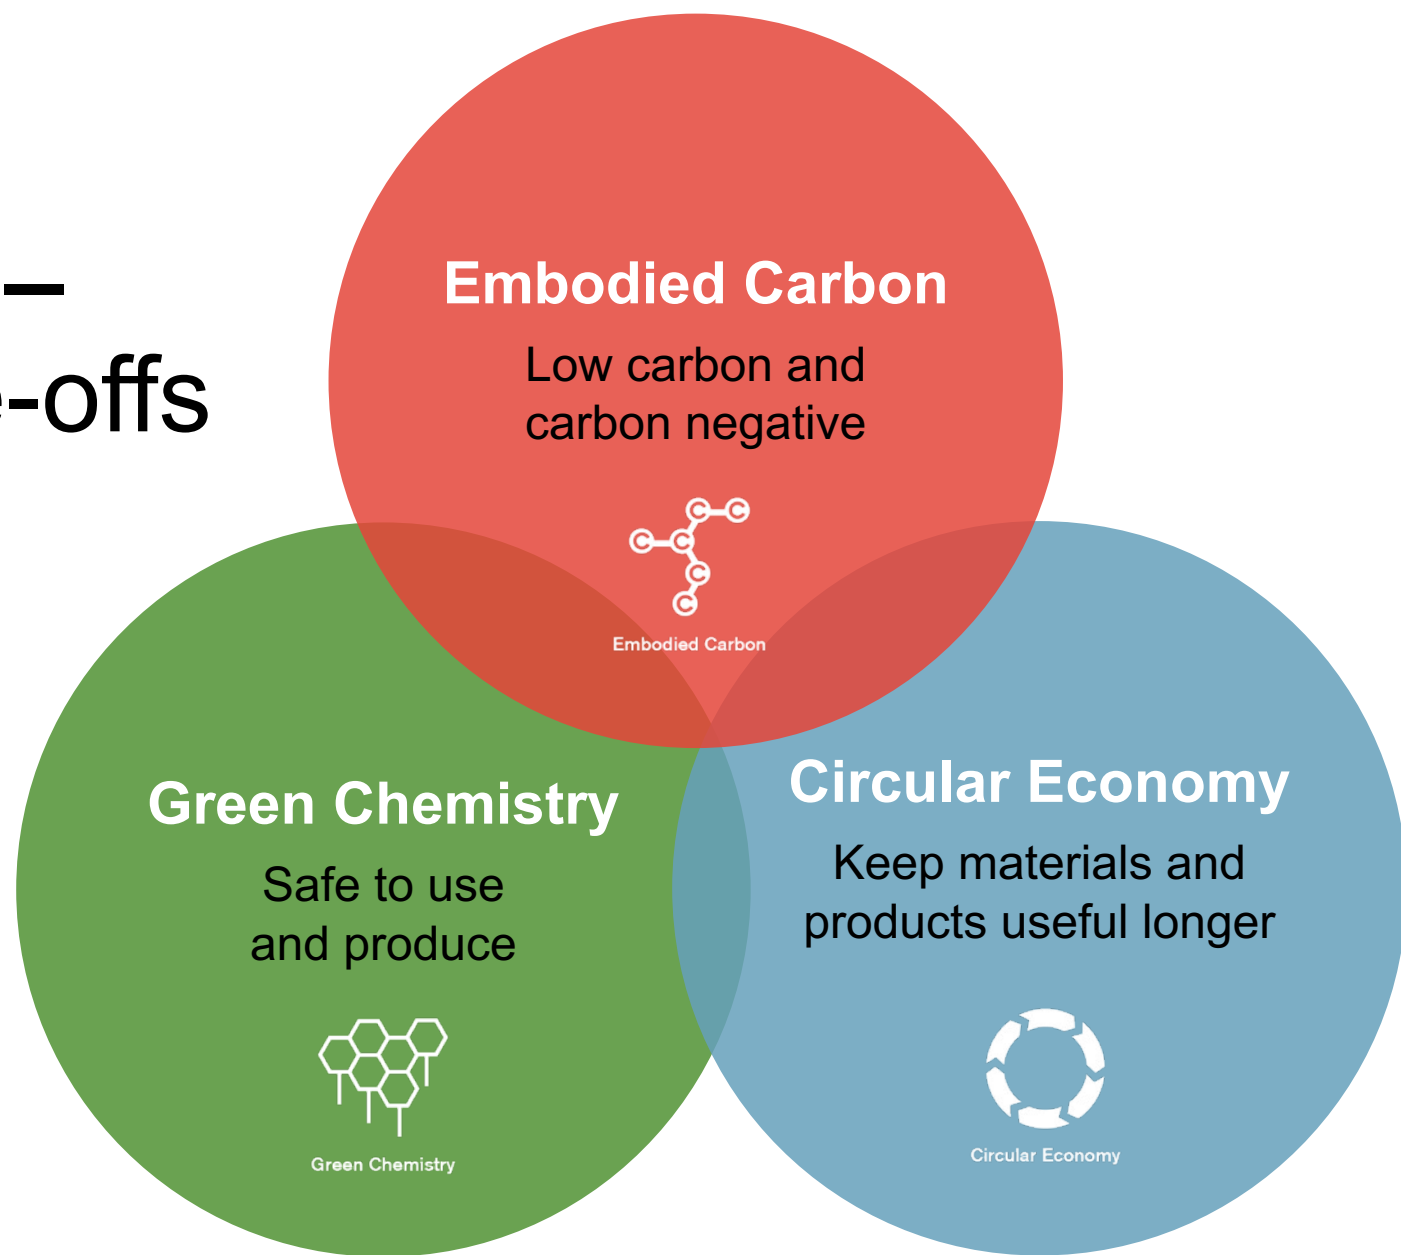 –
-offs
Embodied Carbon
Low carbon and
carbon negative
C C
C C
C
C
Embodied Carbon
Green Chemistry
Safe to use
and produce
Green Chemistry
Circular Economy
Keep materials and
products useful longer
Circular Economy